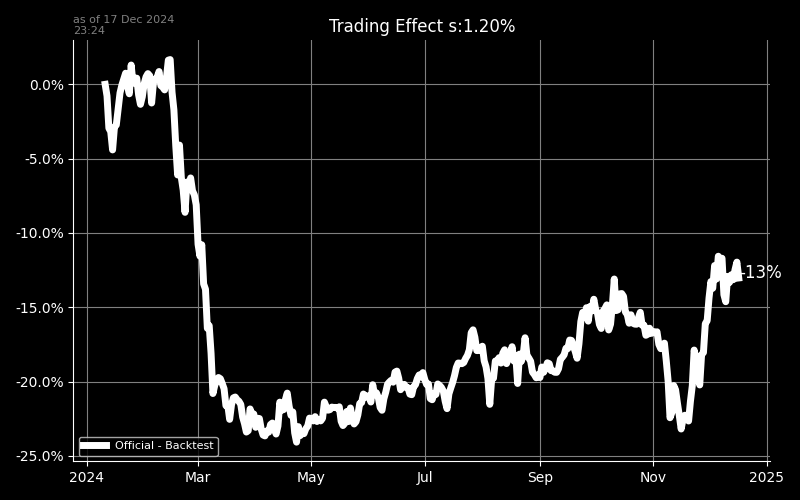 as of 17 Dec 2024
23:24
Trading Effect s:1.20%
0.0%
-5.0%
-10.0%
-15.0%
-20.0%
-25.0%
-13%
Official - Backtest
2024
Mar
May
Jul
Sep
Nov
2025